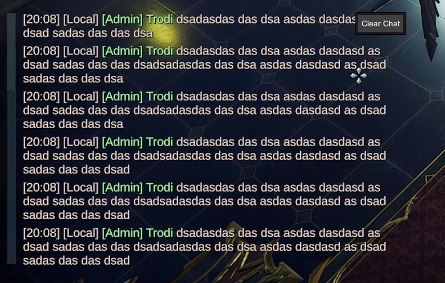 [20:08] [Local] [Admin] Trodi dsadasdas das dsa asdas dasdas
dsad sadas das das dsa
Clear Chat
[20:08] [Local] [Admin] Trodi dsadasdas das dsa asdas dasdasd as
dsad sadas das das dsadsadasdas das dsa asdas dasdasd as dsad
sadas das das dsa
[20:08] [Local] [Admin] Trodi dsadasdas das dsa asdas dasdasd as
dsad sadas das das dsadsadasdas das dsa asdas dasdasd as dsad
sadas das das dsa
[20:08] [Local] [Admin] Trodi dsadasdas das dsa asdas dasdasd as
dsad sadas das das dsadsadasdas das dsa asdas dasdasd as dsad
sadas das das dsad
[20:08] [Local] [Admin] Trodi dsadasdas das dsa asdas dasdasd as
dsad sadas das das dsadsadasdas das dsa asdas dasdasd as dsad
sadas das das dsad
[20:08] [Local] [Admin] Trodi dsadasdas das dsa asdas dasdasd as
dsad sadas das das dsadsadasdas das dsa asdas dasdasd as dsad
sadas das das dsad